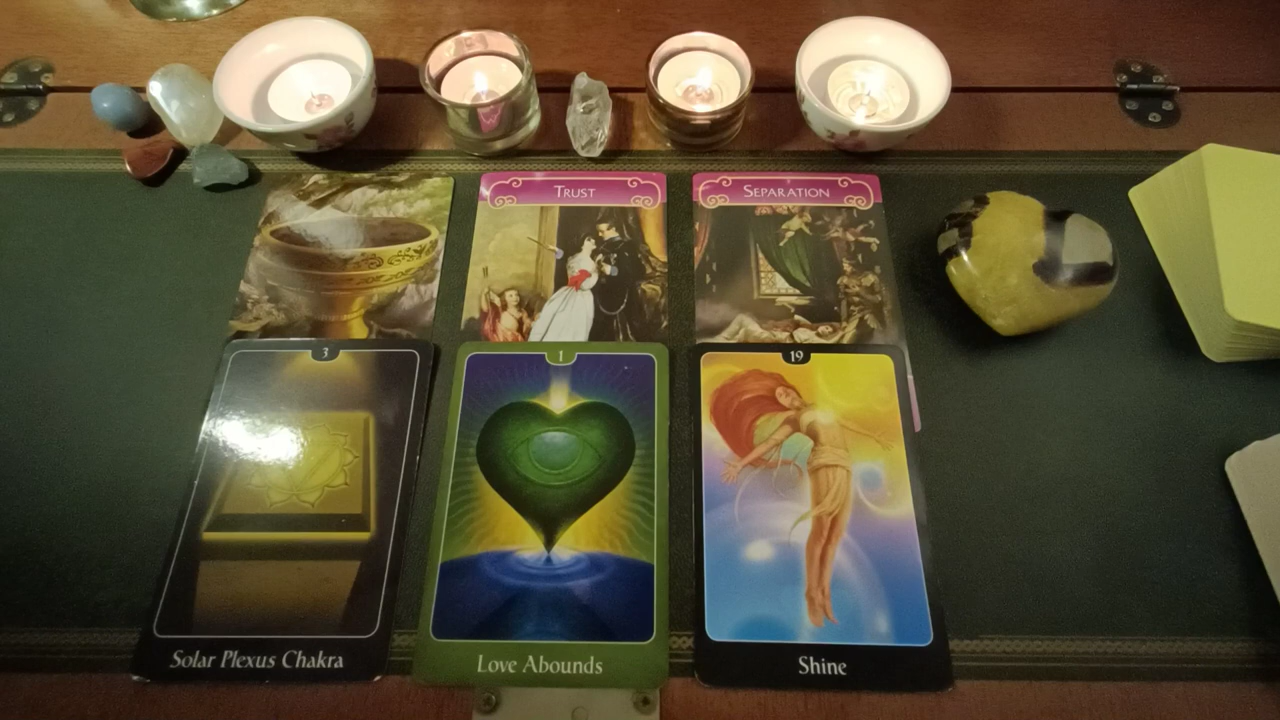 TRUST
SEPARATION
3
1
19
Solar Plexus Chakra
Love Abounds
Shine